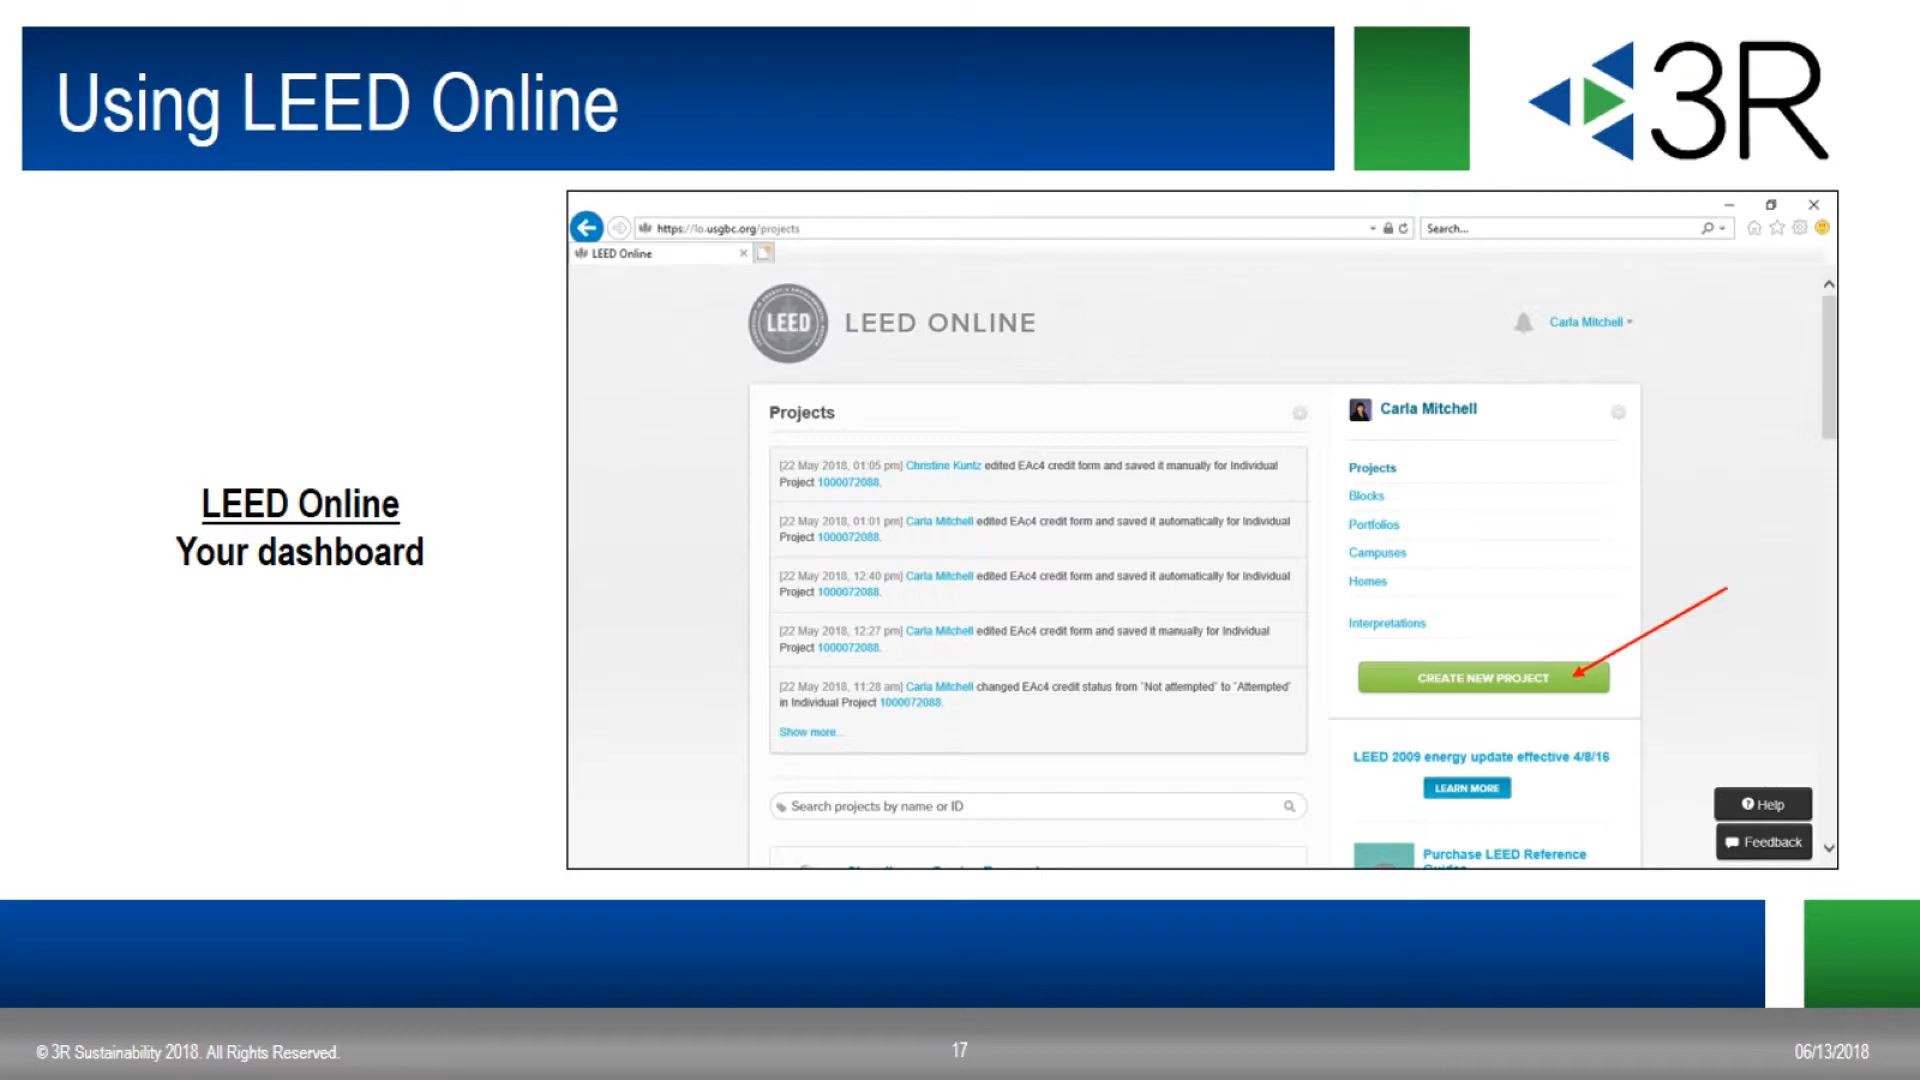 Using LEED Online
3R
https://lo.usgbc.org/projects
Search...
LEED Online
LEED
LEED ONLINE
Carla Mitchell
Projects
[22 May 2018, 01:05 pm] Christine Kuntz edited EAc4 credit form and saved it manually for Individual
Project 1000072088.
[22 May 2018, 01:01 pm] Carla Mitchell edited EAc4 credit form and saved it automatically for Individual
Project 1000072088.
[22 May 2018, 12:40 pm] Carla Mitchell edited EAc4 credit form and saved it automatically for Individual
Project 1000072088.
[22 May 2018, 12:27 pm] Carla Mitchell edited EAc4 credit form and saved it manually for Individual
Project 1000072088.
[22 May 2018, 11:28 am] Carla Mitchell changed EAc4 credit status from 'Not attempted' to 'Attempted'
in Individual Project 1000072088.
Show more...
Search projects by name or ID
Carla Mitchell
Projects
Blocks
Portfolios
Campuses
Homes
Interpretations
CREATE NEW PROJECT
LEED 2009 energy update effective 4/8/16
LEARN MORE
Purchase LEED Reference
Help
Feedback
LEED Online
Your dashboard
© 3R Sustainability 2018. All Rights Reserved.
17
06/13/2018